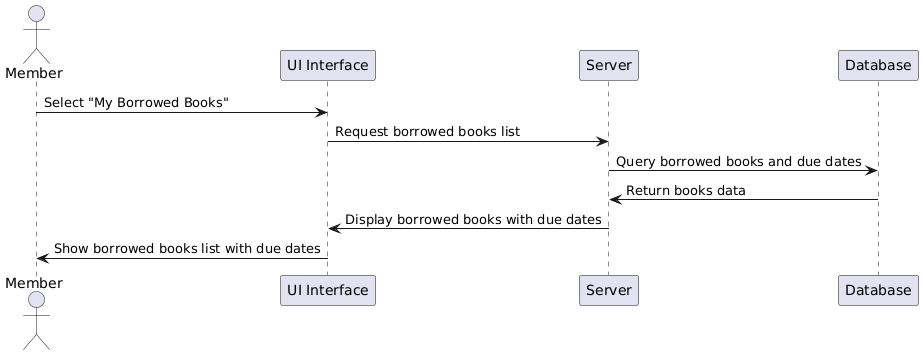 Member
UI Interface
Server
Database
Select "My Borrowed Books"
Request borrowed books list
Query borrowed books and due dates
Return books data
Display borrowed books with due dates
Show borrowed books list with due dates
Member
UI Interface
Server
Database